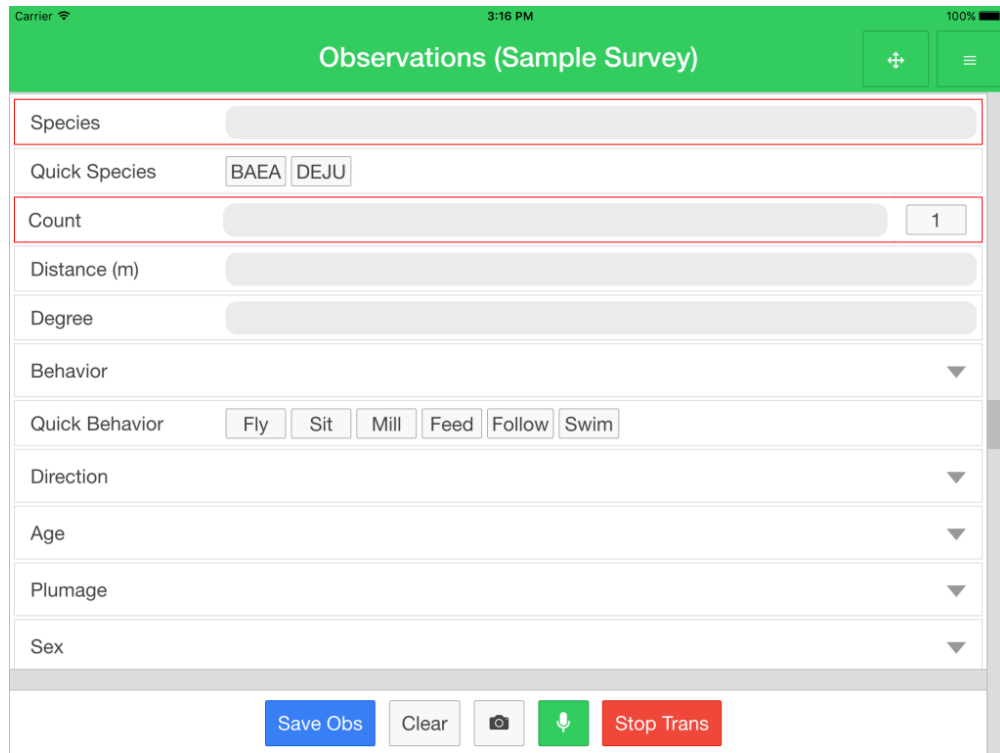 Carrier 3:16 PM 100%
Observations (Sample Survey)
Species
Quick Species BAEA DEJU
Count 1
Distance (m)
Degree
Behavior
Quick Behavior Fly Sit Mill Feed Follow Swim
Direction
Age
Plumage
Sex
Save Obs Clear Stop Trans